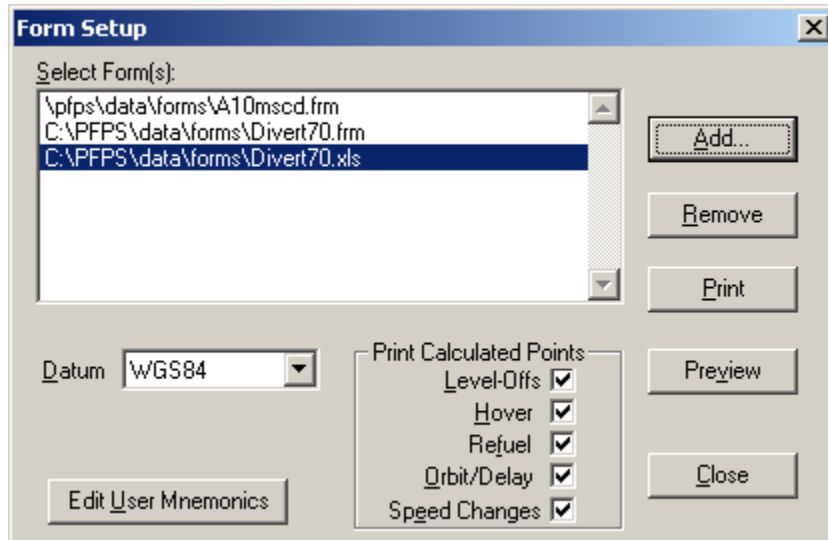 Form Setup
Select Form(s):
\pfps\data\forms\A10mscd.frm
C:\PFPS\data\forms\Divert70.frm
C:\PFPS\data\forms\Divert70.xls
Add...
Remove
Print
Datum
WGS84
Print Calculated Points
Level-Offs
Hover
Refuel
Orbit/Delay
Speed Changes
Preview
Close
Edit User Mnemonics